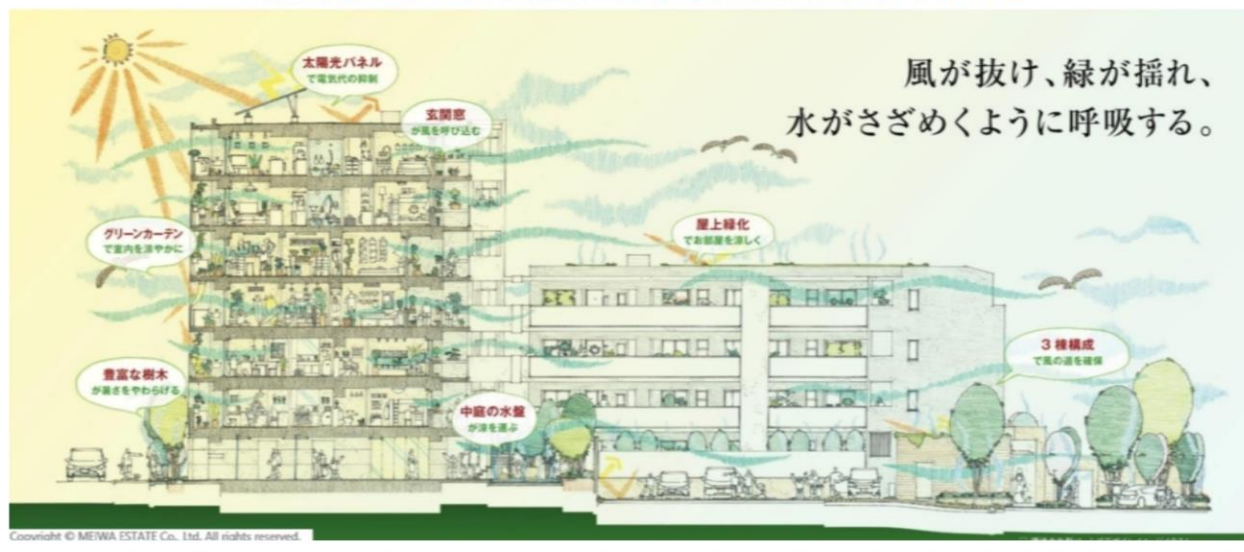 風が抜け、緑が揺れ、
水がさざめくように呼吸する。
太陽光パネル
で電気代の抑制
玄関窓
が風を呼び込む
グリーンカーテン
で室内を涼やかに
屋上緑化
でお部屋を涼しく
豊富な樹木
が暑さをやわらげる
中庭の水盤
が涼を運ぶ
3棟構成
で風の道を確保
Copyright © MEIWA ESTATE Co., Ltd. All rights reserved.